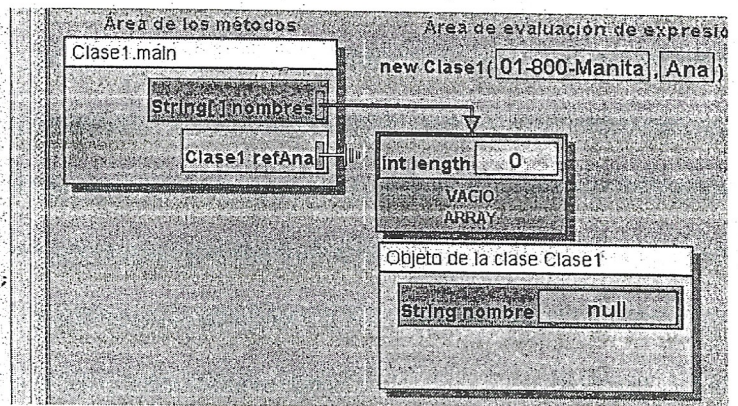 Área de los métodos
Área de evaluación de expresio
Clase1.main
new Clase1( 01-800-Manita , Ana )
String[ ] nombres
Clase1 refAna
int length 0
VACIO
ARRAY
Objeto de la clase Clase1
String nombre null